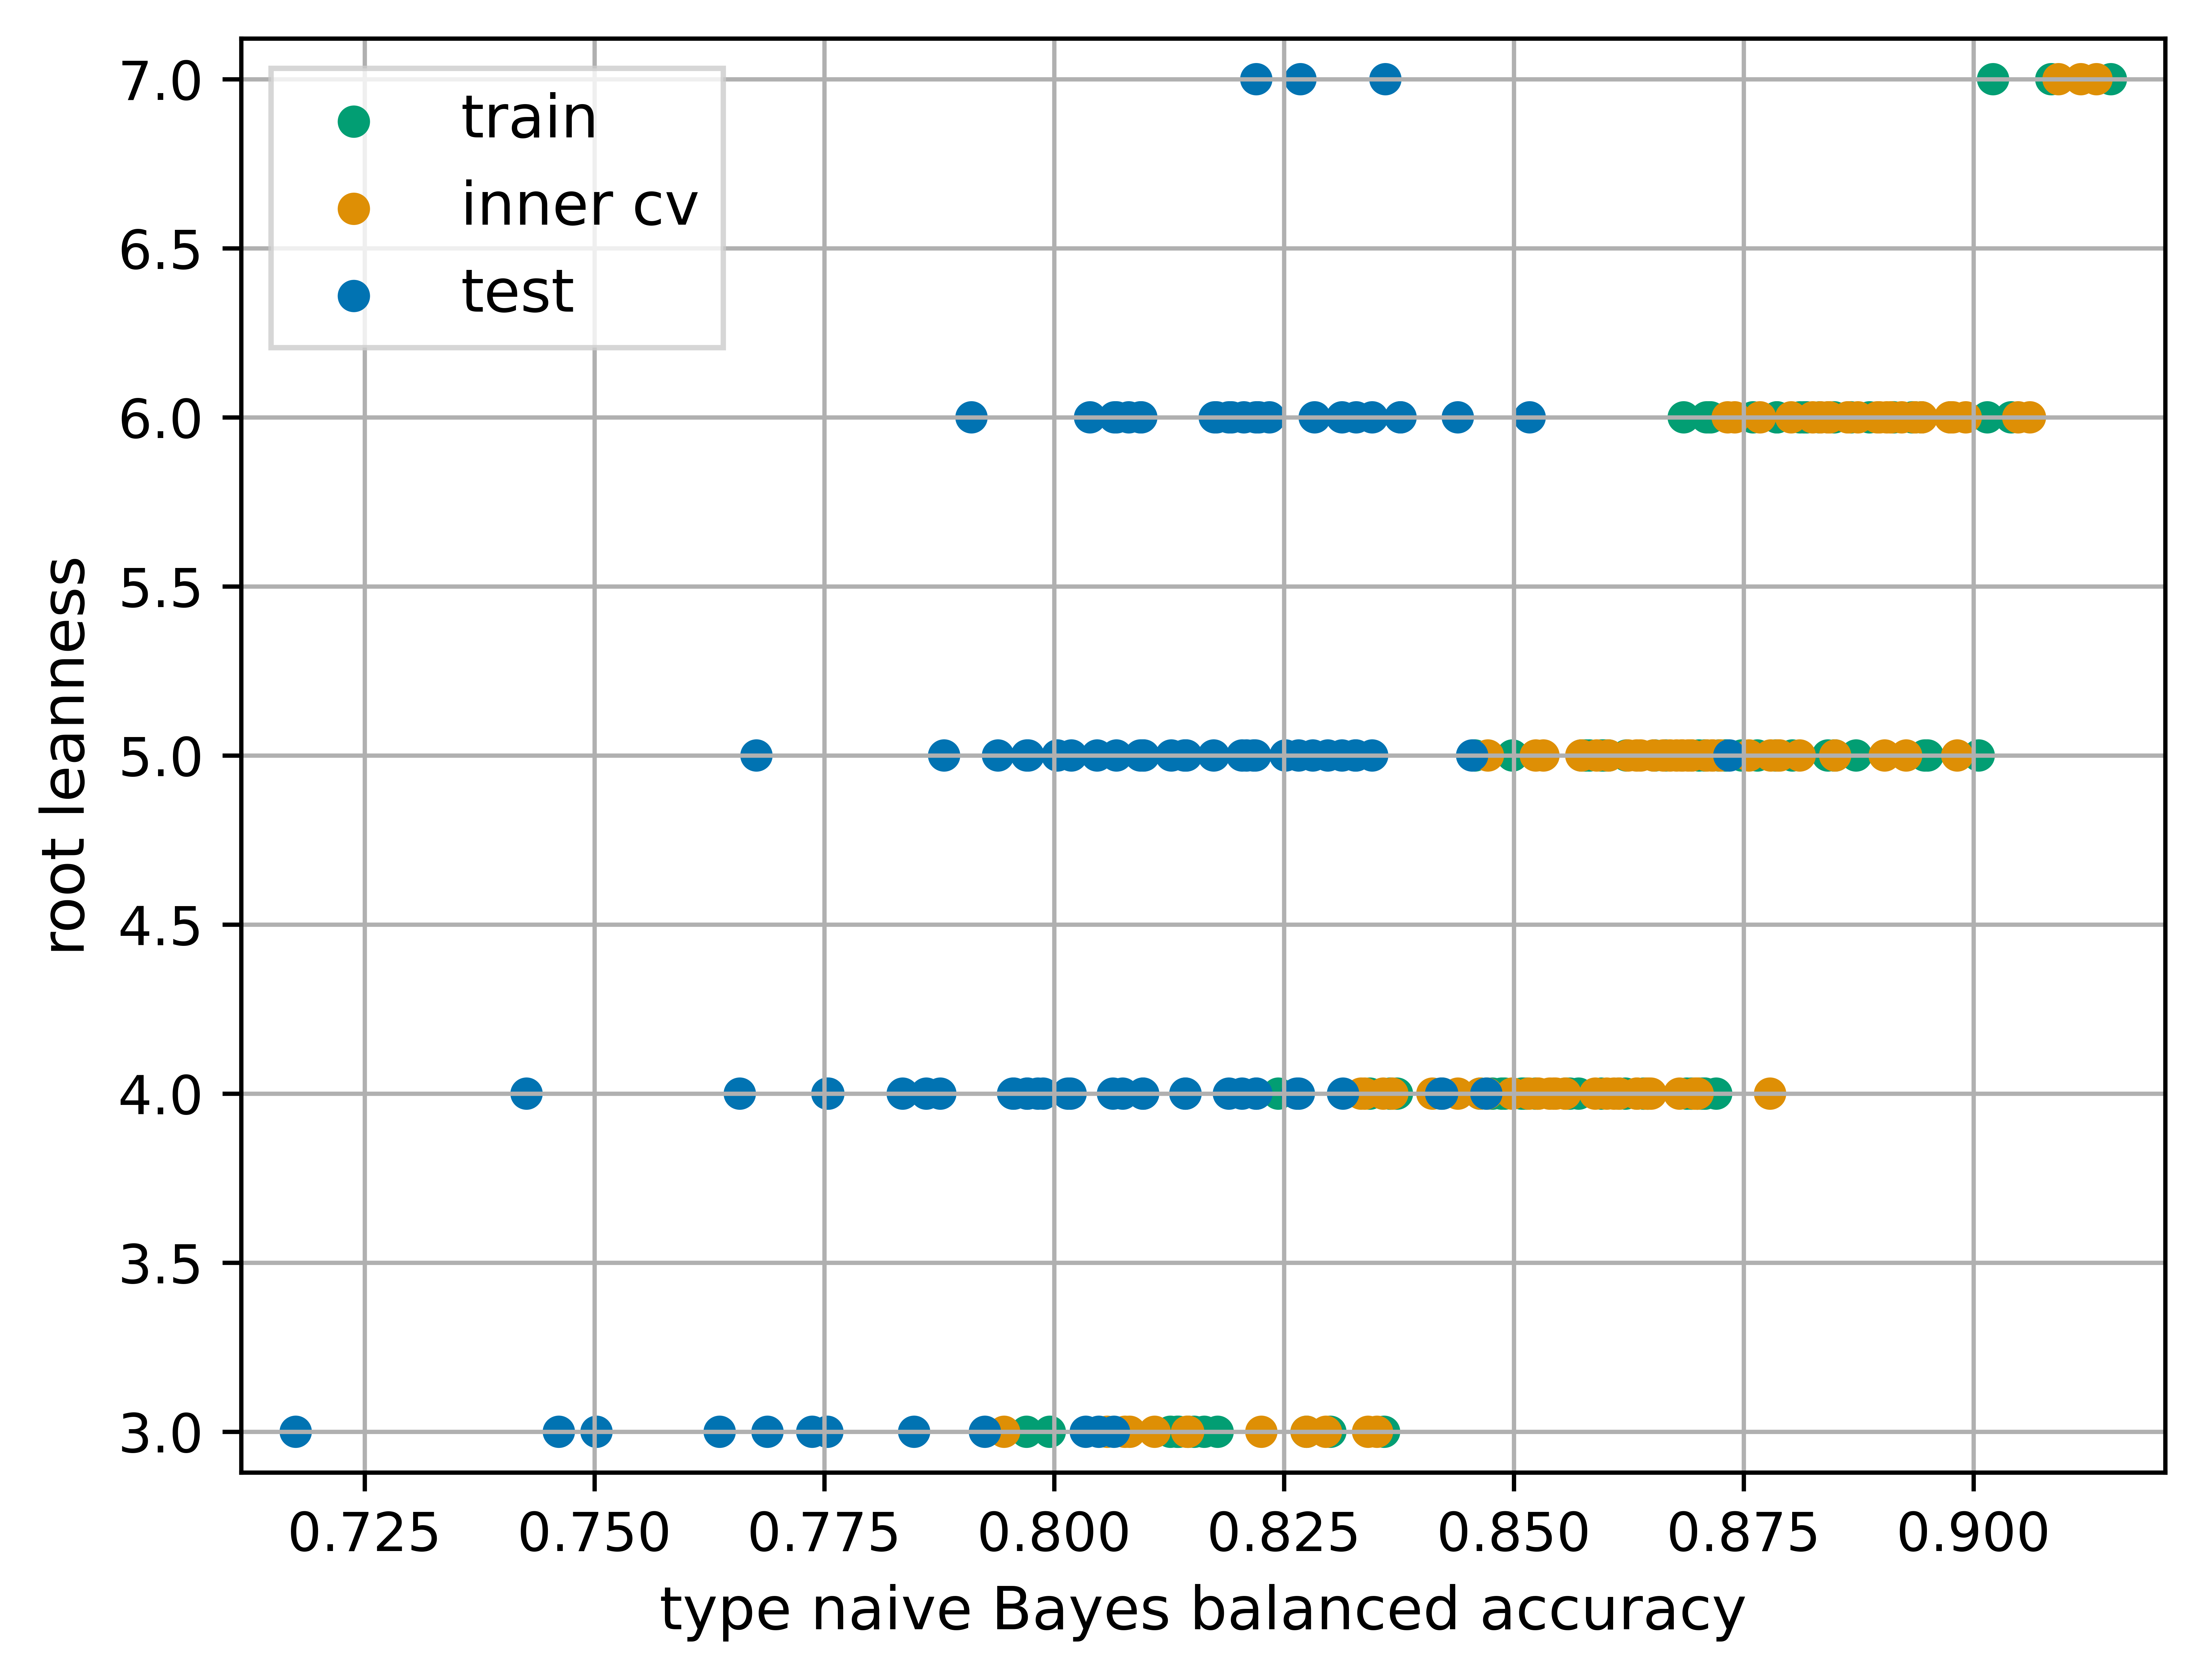 train
inner cv
test
7.0
6.5
6.0
5.5
5.0
4.5
4.0
3.5
3.0
root leanness
0.725 0.750 0.775 0.800 0.825 0.850 0.875 0.900
type naive Bayes balanced accuracy